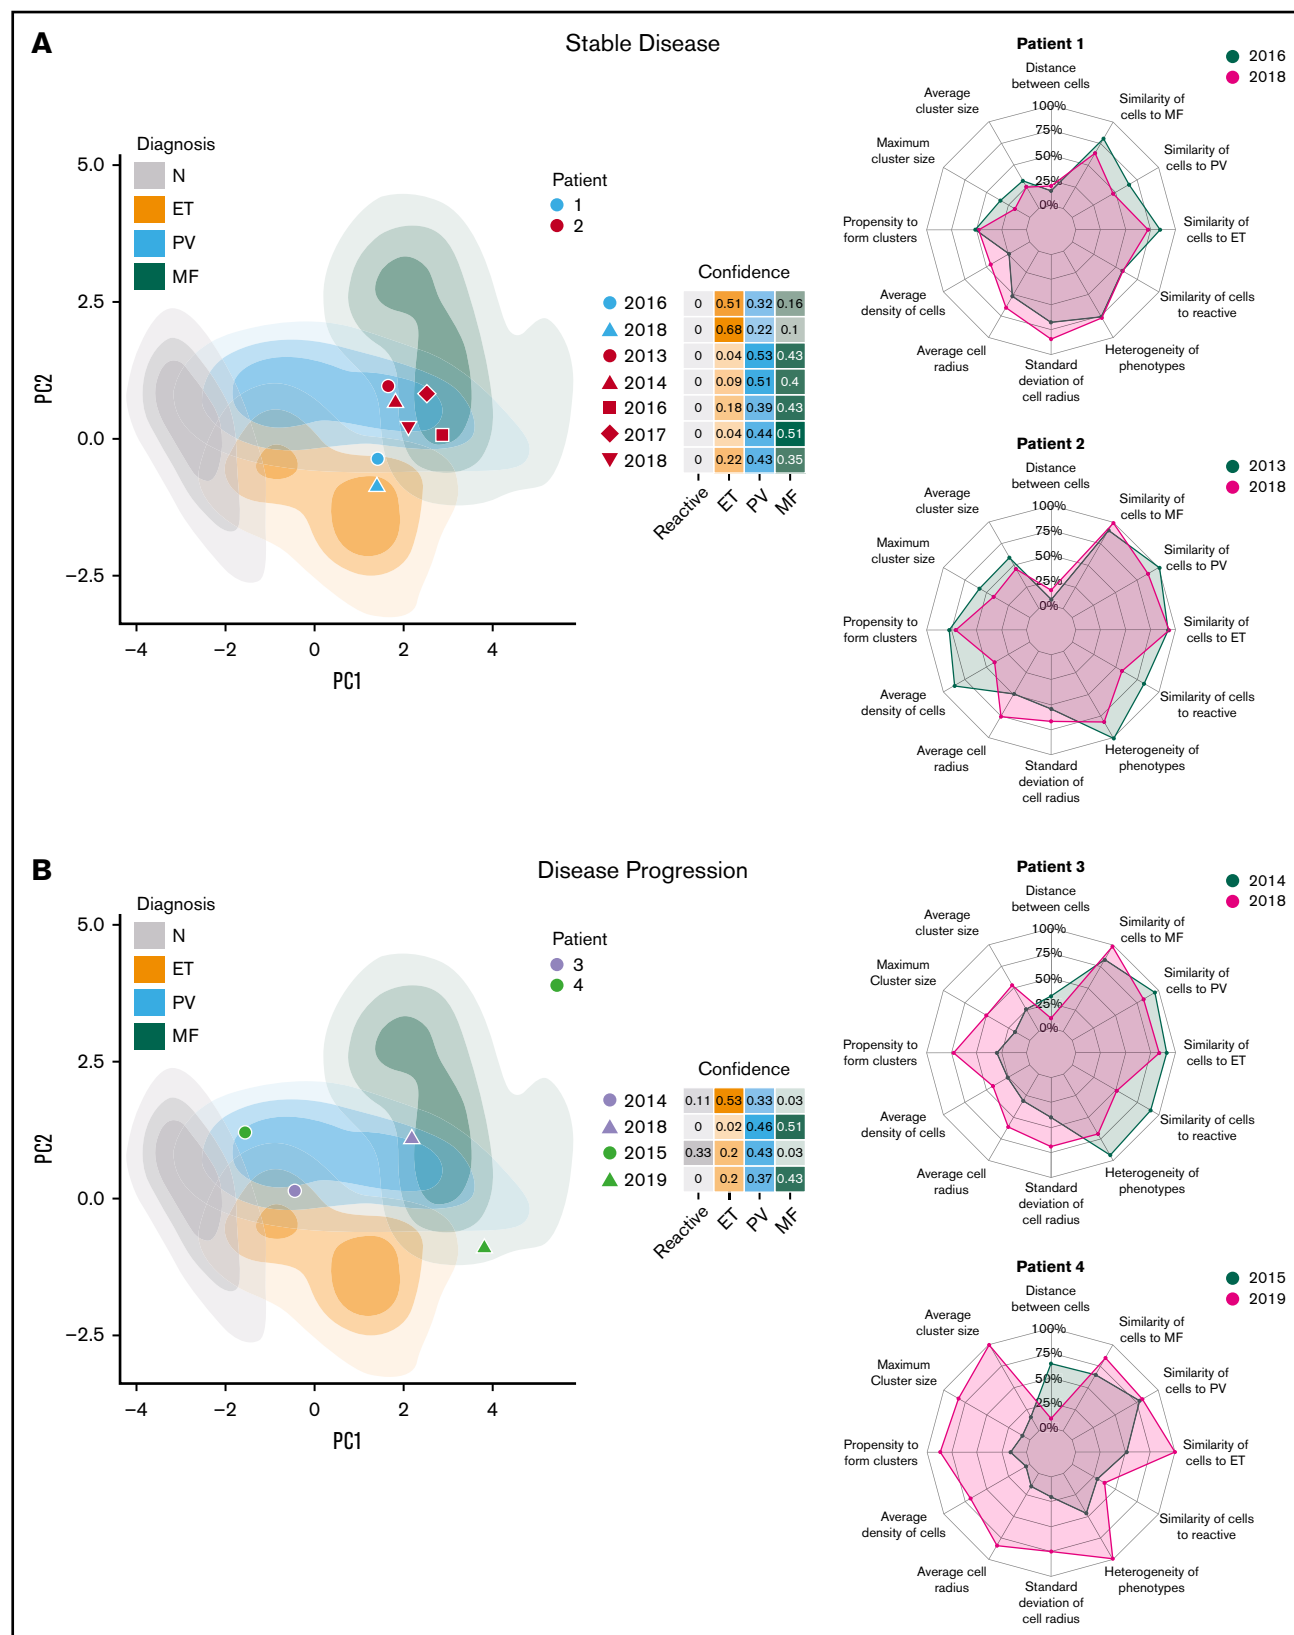 A
Stable Disease
Diagnosis
N
ET
PV
MF
5.0
2.5
0.0
−2.5
PC2
−4
−2
0
2
4
PC1
Patient
1
2
Confidence
2016 0 0.51 0.32 0.16
2018 0 0.68 0.22 0.1
2013 0 0.04 0.53 0.43
2014 0 0.09 0.51 0.4
2016 0 0.18 0.39 0.43
2017 0 0.04 0.44 0.51
2018 0 0.22 0.43 0.35
Reactive
ET
PV
MF
Patient 1
2016
2018
Distance
between cells
Similarity of
cells to MF
Similarity of
cells to PV
Similarity of
cells to ET
Similarity of cells
to reactive
Heterogeneity of
phenotypes
Standard
deviation of
cell radius
Average cell
radius
Average
density of cells
Propensity to
form clusters
Maximum
cluster size
Average
cluster size
100%
75%
50%
25%
0%
Patient 2
2013
2018
Distance
between cells
Similarity of
cells to MF
Similarity of
cells to PV
Similarity of
cells to ET
Similarity of cells
to reactive
Heterogeneity of
phenotypes
Standard
deviation of
cell radius
Average cell
radius
Average
density of cells
Propensity to
form clusters
Maximum
cluster size
Average
cluster size
100%
75%
50%
25%
0%
B
Disease Progression
Diagnosis
N
ET
PV
MF
5.0
2.5
0.0
−2.5
PC2
−4
−2
0
2
4
PC1
Patient
3
4
Confidence
2014 0.11 0.53 0.33 0.03
2018 0 0.02 0.46 0.51
2015 0.33 0.2 0.43 0.03
2019 0 0.2 0.37 0.43
Reactive
ET
PV
MF
Patient 3
2014
2018
Distance
between cells
Similarity of
cells to MF
Similarity of
cells to PV
Similarity of
cells to ET
Similarity of cells
to reactive
Heterogeneity of
phenotypes
Standard
deviation of
cell radius
Average cell
radius
Average
density of cells
Propensity to
form clusters
Maximum
Cluster size
Average
cluster size
100%
75%
50%
25%
0%
Patient 4
2015
2019
Distance
between cells
Similarity of
cells to MF
Similarity of
cells to PV
Similarity of
cells to ET
Similarity of cells
to reactive
Heterogeneity of
phenotypes
Standard
deviation of
cell radius
Average cell
radius
Average
density of cells
Propensity to
form clusters
Maximum
Cluster size
Average
cluster size
100%
75%
50%
25%
0%